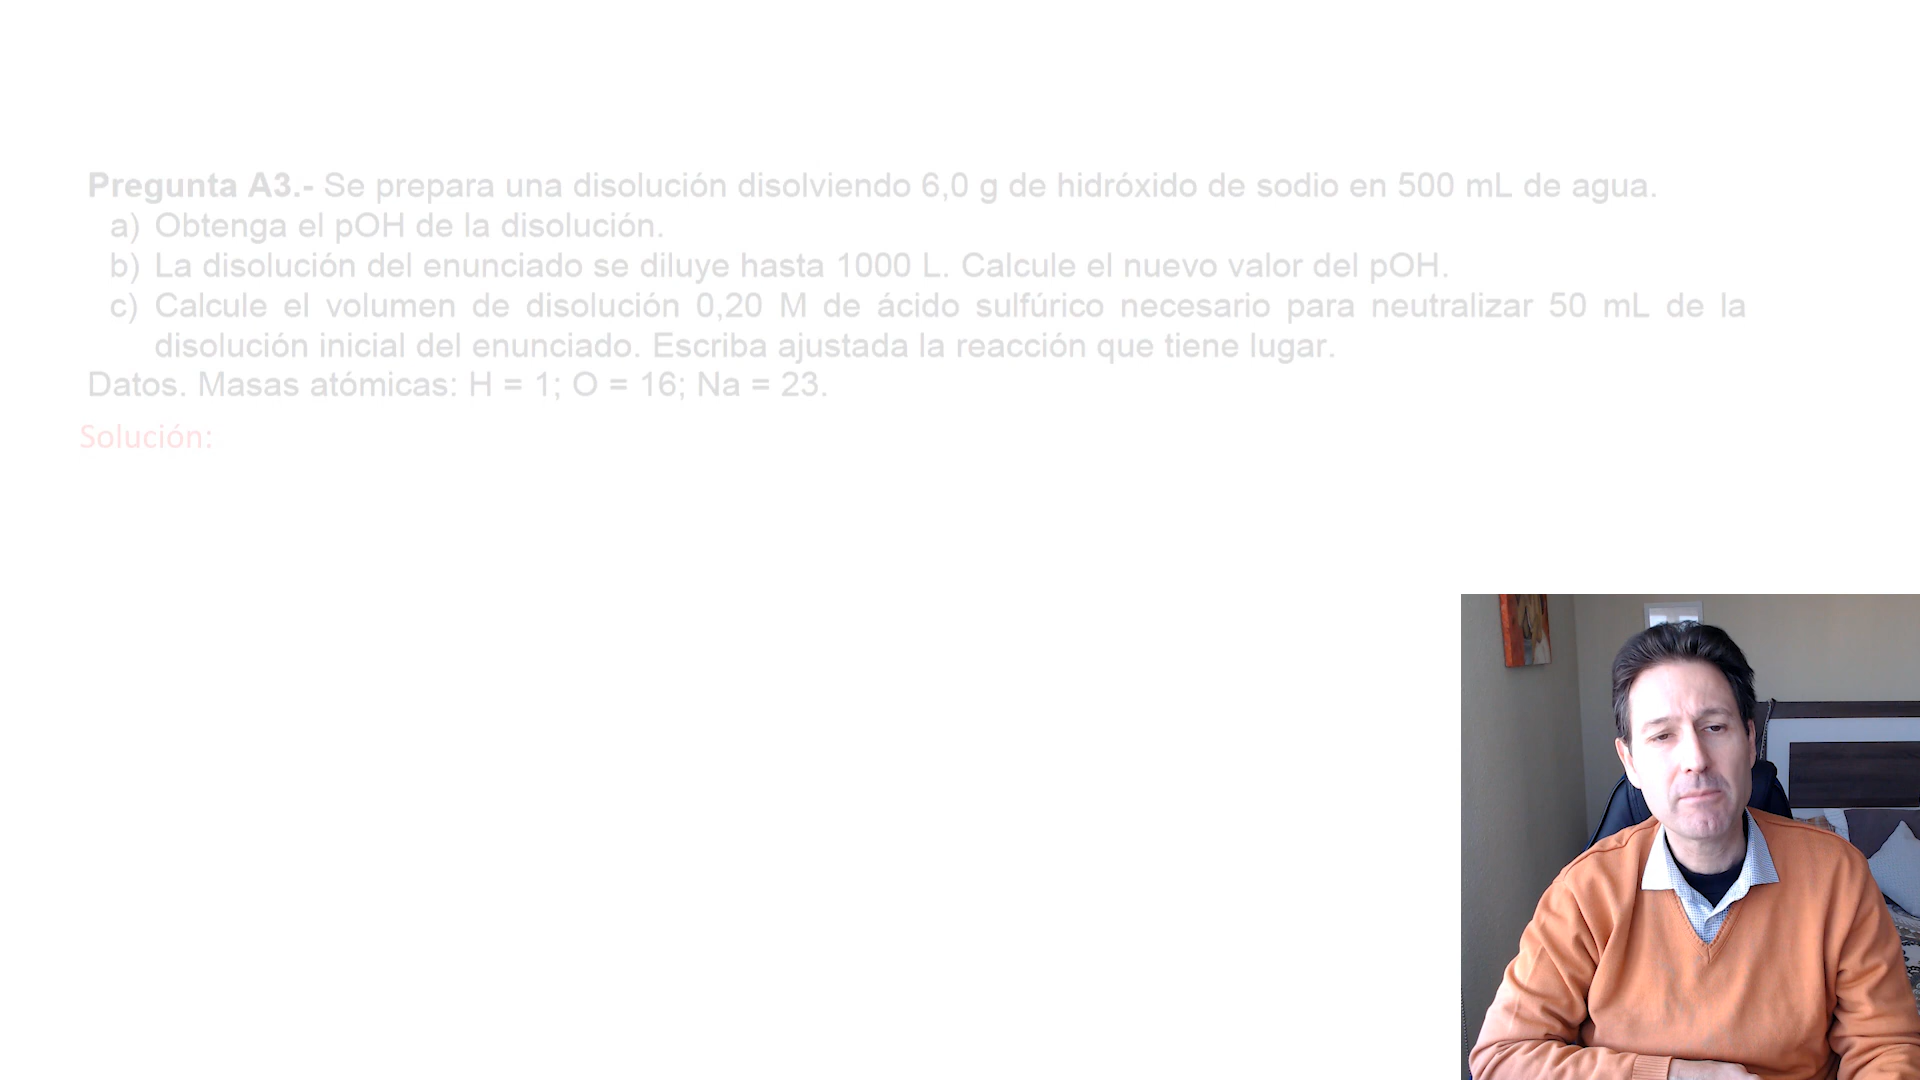 Pregunta A3.- Se prepara una disolución disolviendo 6,0 g de hidróxido de sodio en 500 mL de agua.
a) Obtenga el pOH de la disolución.
b) La disolución del enunciado se diluye hasta 1000 L. Calcule el nuevo valor del pOH.
c) Calcule el volumen de disolución 0,20 M de ácido sulfúrico necesario para neutralizar 50 mL de la
disolución inicial del enunciado. Escriba ajustada la reacción que tiene lugar.
Datos. Masas atómicas: H = 1; O = 16; Na = 23.
Solución: